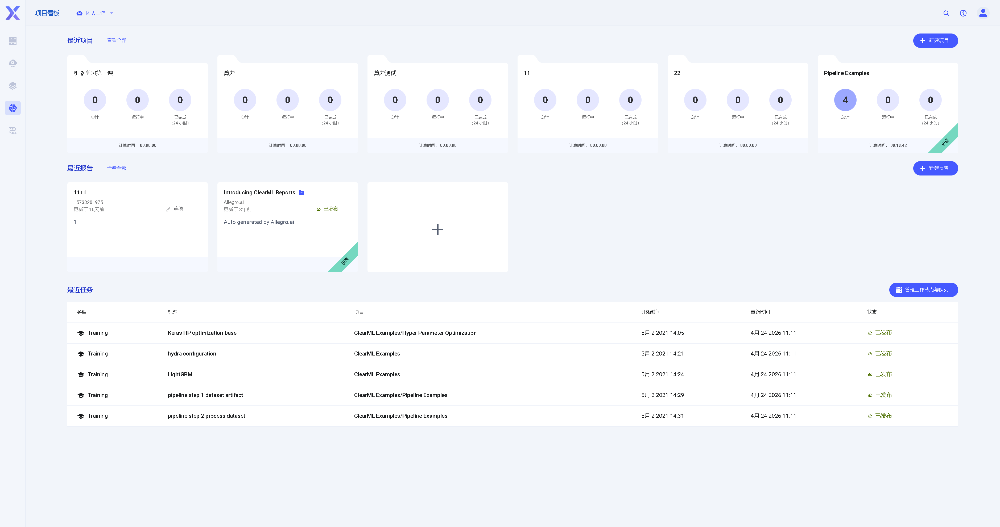 项目看板
团队工作
最近项目
查看全部
新建项目
机器学习第一课
0
0
0
总计
运行中
已完成
(24 小时)
计算时间： 00:00:00
算力
0
0
0
总计
运行中
已完成
(24 小时)
计算时间： 00:00:00
算力测试
0
0
0
总计
运行中
已完成
(24 小时)
计算时间： 00:00:00
11
0
0
0
总计
运行中
已完成
(24 小时)
计算时间： 00:00:00
22
0
0
0
总计
运行中
已完成
(24 小时)
计算时间： 00:00:00
Pipeline Examples
4
0
0
总计
运行中
已完成
(24 小时)
计算时间： 00:13:42
示例
最近报告
查看全部
新建报告
1111
15733281975
更新于 16天前
草稿
1
Introducing ClearML Reports
Allegro.ai
更新于 3年前
已发布
Auto generated by Allegro.ai
示例
最近任务
管理工作节点与队列
类型 标题 项目 开始时间 更新时间 状态
Training Keras HP optimization base ClearML Examples/Hyper Parameter Optimization 5月 2 2021 14:05 4月 24 2026 11:11 已发布
Training hydra configuration ClearML Examples 5月 2 2021 14:21 4月 24 2026 11:11 已发布
Training LightGBM ClearML Examples 5月 2 2021 14:24 4月 24 2026 11:11 已发布
Training pipeline step 1 dataset artifact ClearML Examples/Pipeline Examples 5月 2 2021 14:29 4月 24 2026 11:11 已发布
Training pipeline step 2 process dataset ClearML Examples/Pipeline Examples 5月 2 2021 14:31 4月 24 2026 11:11 已发布